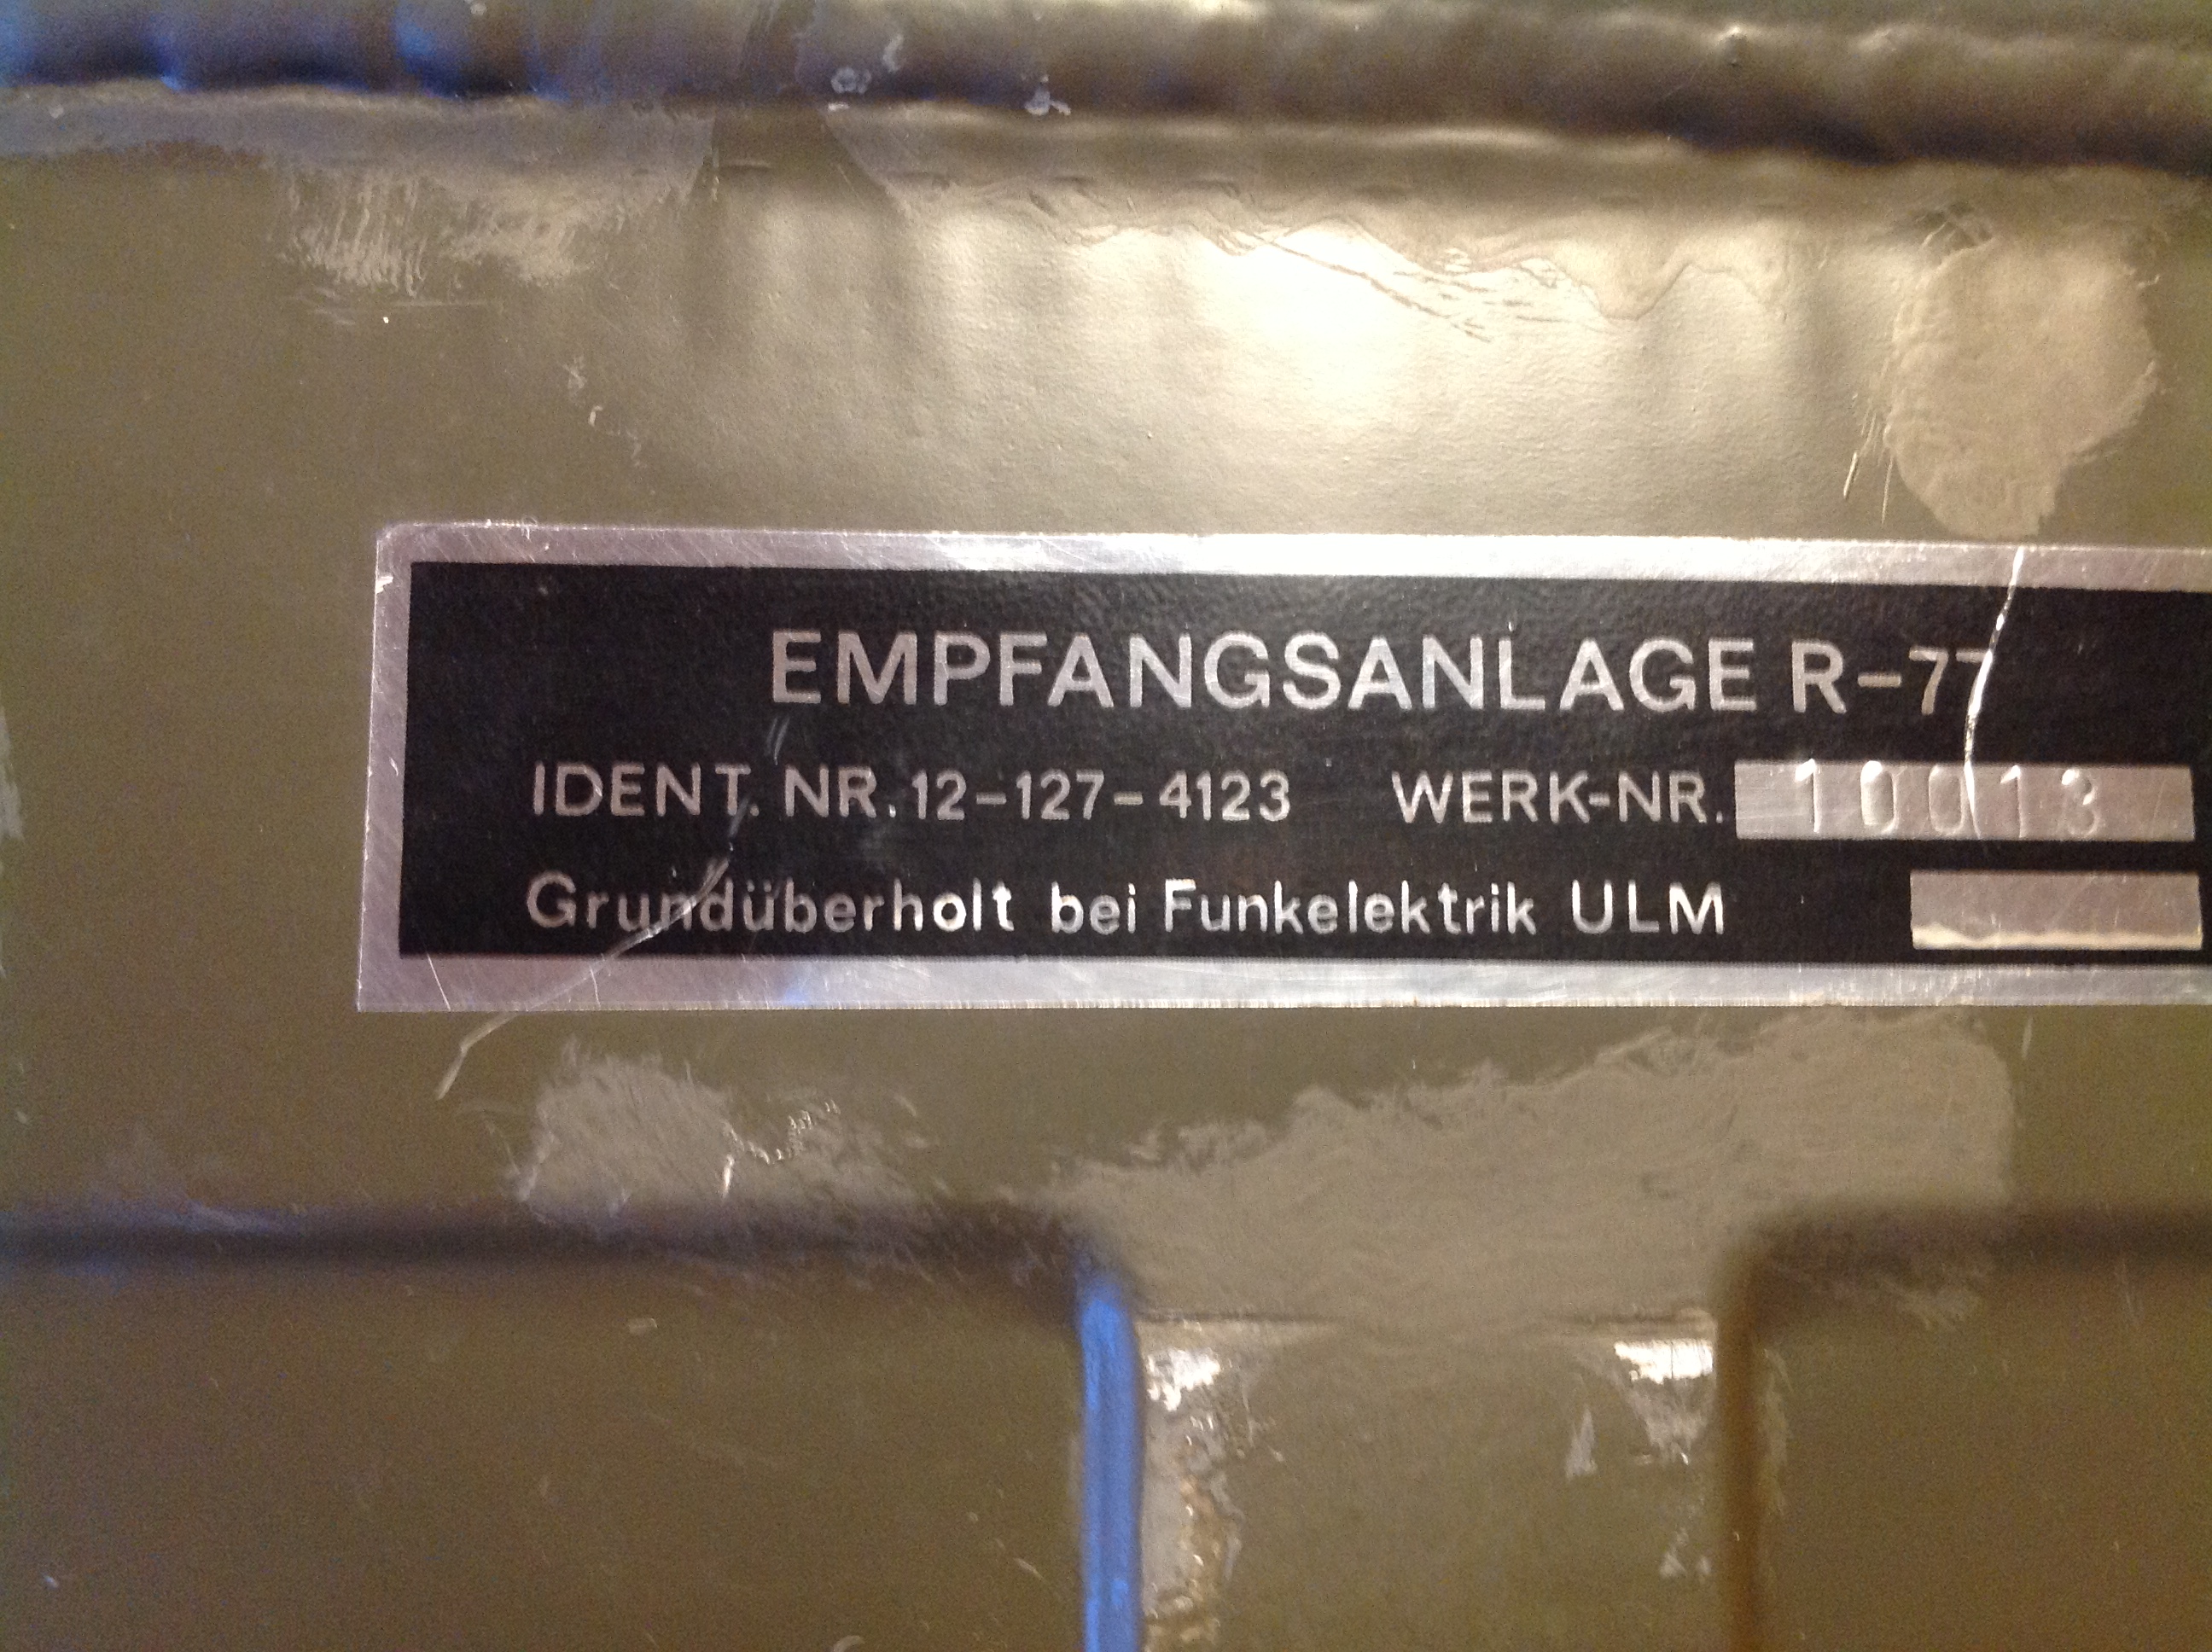 EMPFANGSANLAGE R-77
IDENT. NR. 12-127-4123 WERK-NR. 10013
Grundüberholt bei Funkelektrik ULM